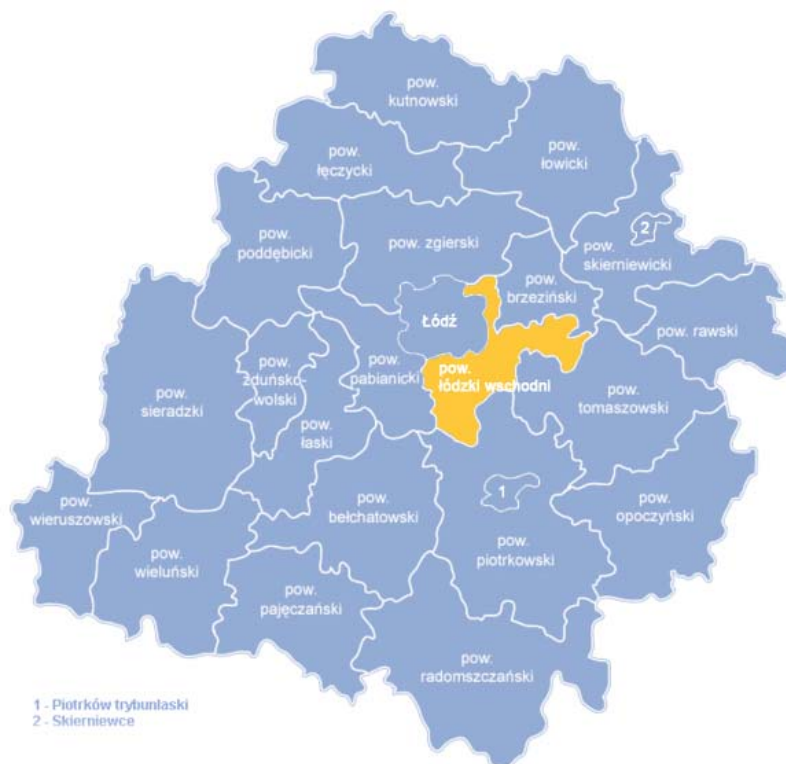 pow.
kutnowski
pow.
łęczycki
pow.
łowicki
pow.
poddębicki
pow. zgierski
2
pow.
skierniewicki
pow.
brzeziński
Łódź
pow. rawski
pow.
sieradzki
pow.
żduńsko-
wolski
pow.
pabianicki
pow.
łódzki wschodni
pow.
tomaszowski
pow.
łaski
pow.
wieruszowski
pow.
wieluński
pow.
bełchatowski
1
pow.
piotrkowski
pow.
opoczyński
pow.
pajęczański
pow.
radomszczański
1 - Piotrków trybunlaski
2 - Skierniewce